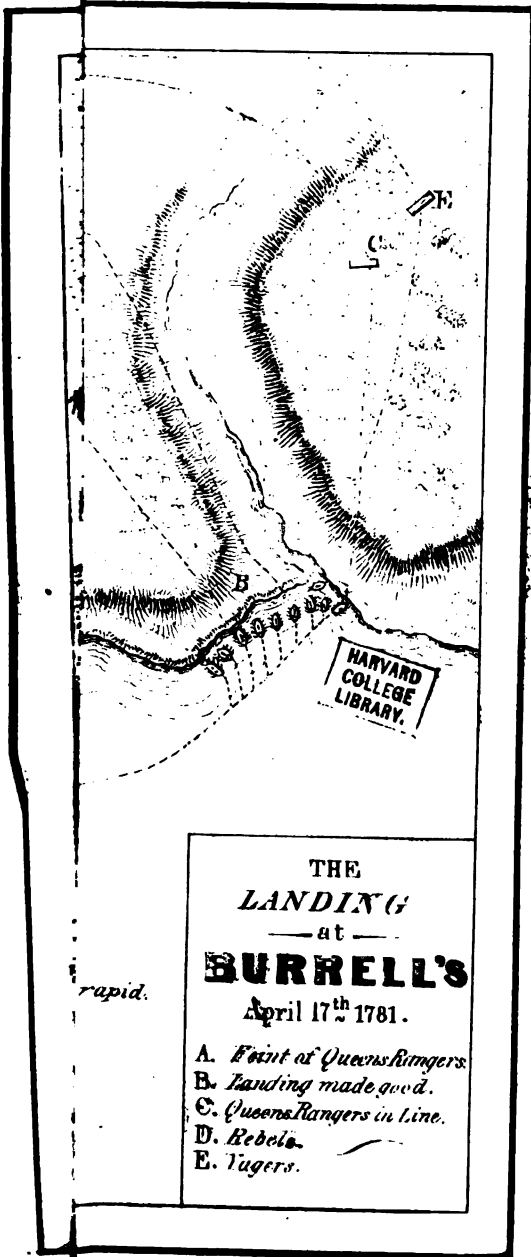 E
C
B
HARVARD
COLLEGE
LIBRARY.
rapid.
THE
LANDING
at
BURRELL'S
April 17th 1781.
A. Feint of Queens Rangers.
B. Landing made good.
C. Queens Rangers in Line.
D. Rebels.
E. Yagers.